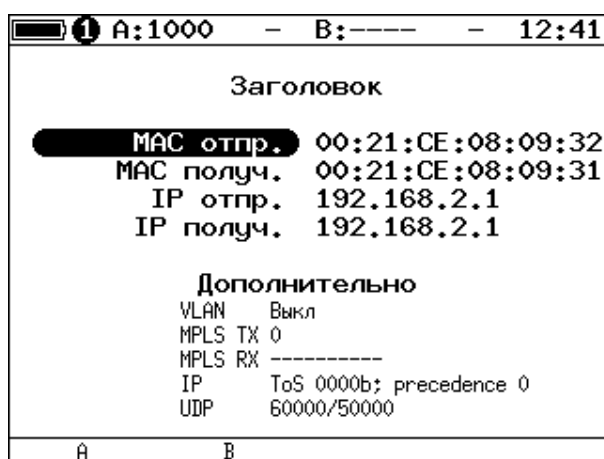 1 A:1000 – B:---- – 12:41
Заголовок
MAC отпр. 00:21:CE:08:09:32
MAC получ. 00:21:CE:08:09:31
IP отпр. 192.168.2.1
IP получ. 192.168.2.1
Дополнительно
VLAN Выкл
MPLS TX 0
MPLS RX ----------
IP ToS 0000b; precedence 0
UDP 60000/50000
A B